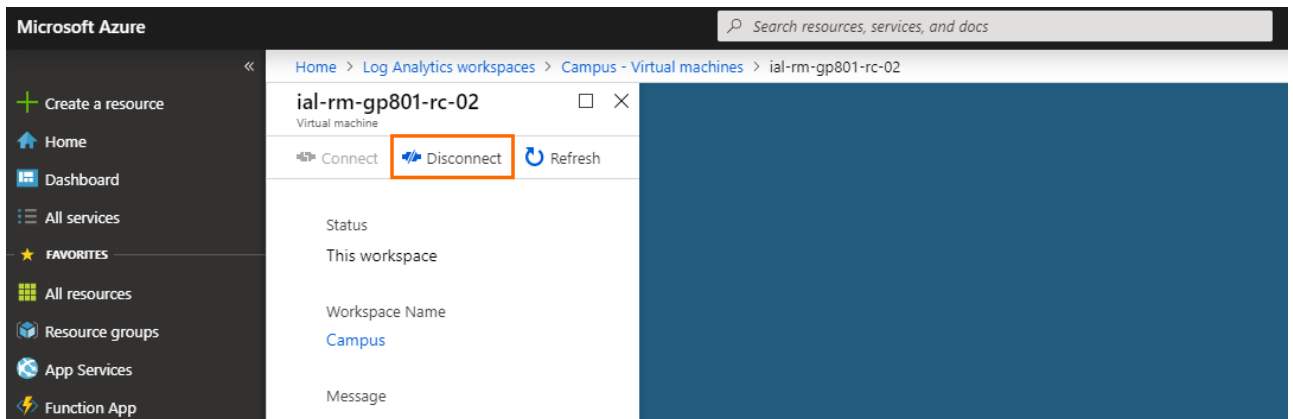 Microsoft Azure
Search resources, services, and docs
«
Home > Log Analytics workspaces > Campus - Virtual machines > ial-rm-gp801-rc-02
Create a resource
Home
Dashboard
All services
FAVORITES
All resources
Resource groups
App Services
Function App
ial-rm-gp801-rc-02
Virtual machine
Connect Disconnect Refresh
Status
This workspace
Workspace Name
Campus
Message